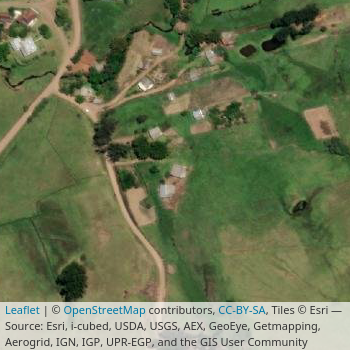 Leaflet | © OpenStreetMap contributors, CC-BY-SA, Tiles © Esri —
Source: Esri, i-cubed, USDA, USGS, AEX, GeoEye, Getmapping,
Aerogrid, IGN, IGP, UPR-EGP, and the GIS User Community